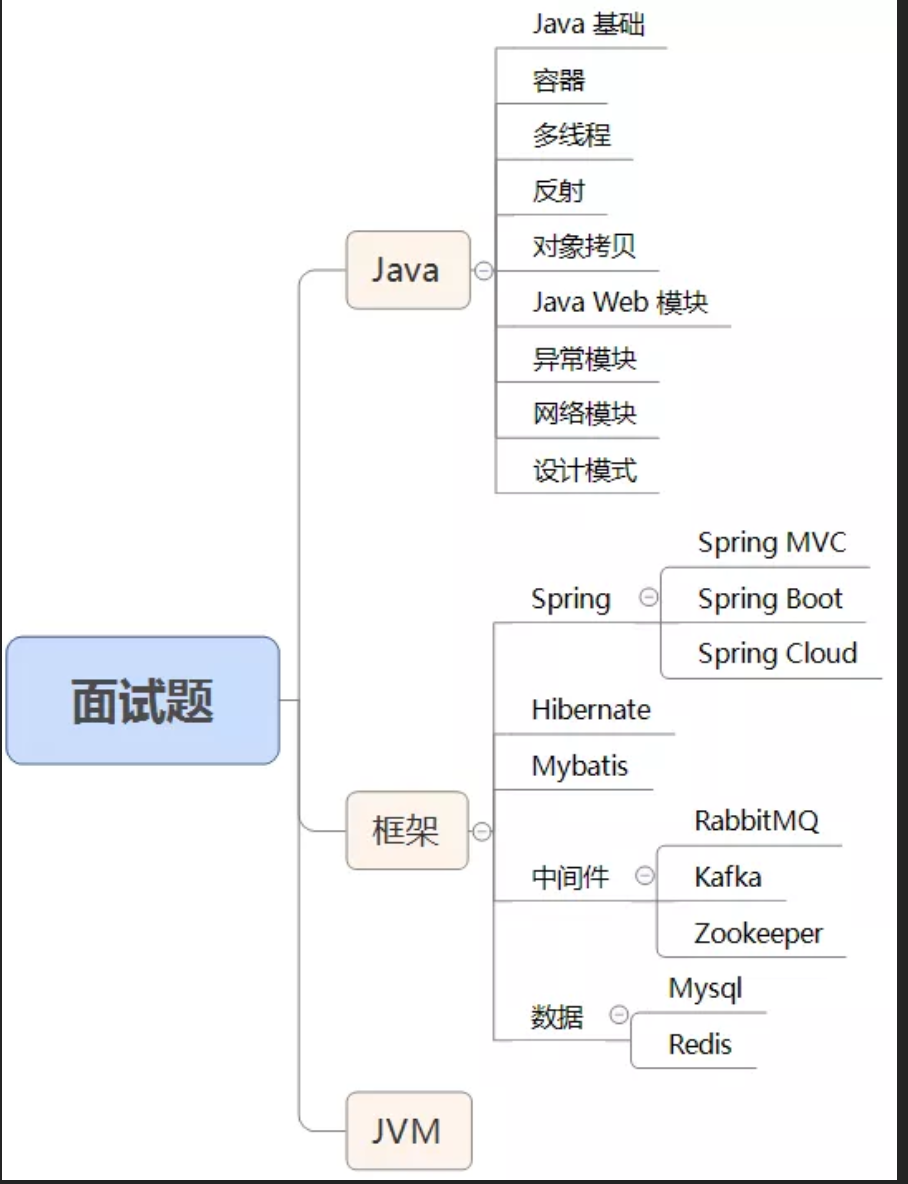 面试题
Java
Java 基础
容器
多线程
反射
对象拷贝
Java Web 模块
异常模块
网络模块
设计模式
框架
Spring
Spring MVC
Spring Boot
Spring Cloud
Hibernate
Mybatis
中间件
RabbitMQ
Kafka
Zookeeper
数据
Mysql
Redis
JVM